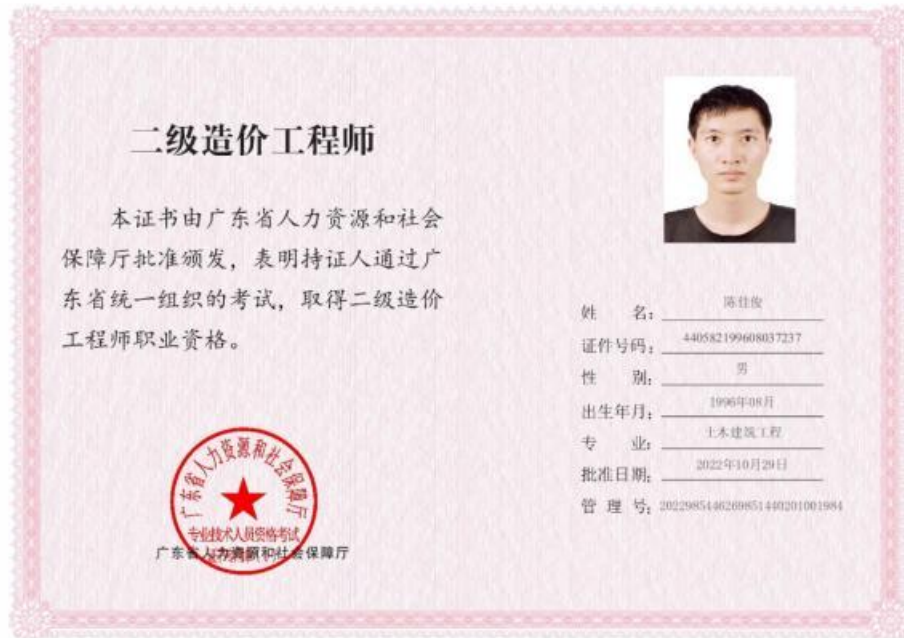 二级造价工程师
本证书由广东省人力资源和社会
保障厅批准颁发，表明持证人通过广
东省统一组织的考试，取得二级造价
工程师职业资格。
广东省人力资源和社会保障厅
专业技术人员资格考试
广东省人力资源和社会保障厅
姓 名： 陈佳俊
证件号码： 440582199608037237
性 别： 男
出生年月： 1996年08月
专 业： 土木建筑工程
批准日期： 2022年10月29日
管 理 号： 20229854462698514402010019​84